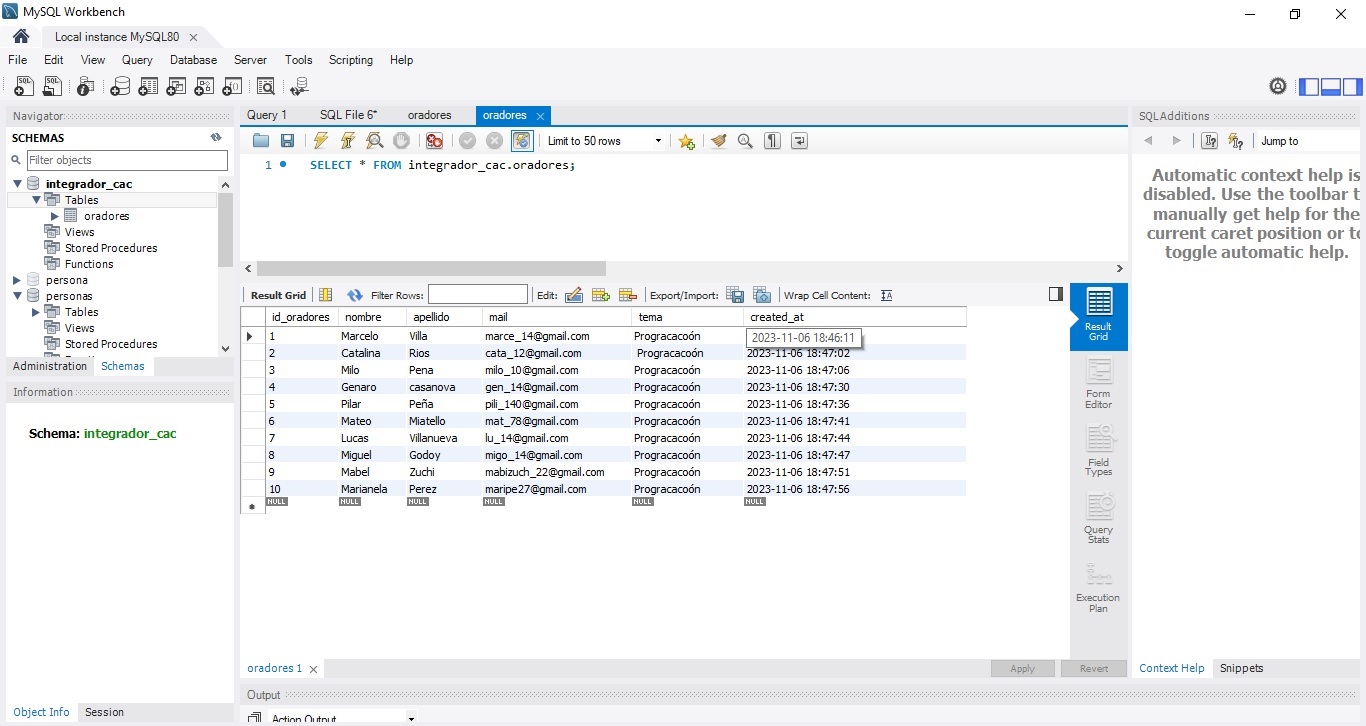 MySQL Workbench
Local instance MySQL80
File Edit View Query Database Server Tools Scripting Help
Navigator
SCHEMAS
Filter objects
integrador_cac
Tables
oradores
Views
Stored Procedures
Functions
persona
personas
Tables
Views
Stored Procedures
Administration Schemas
Information
Schema: integrador_cac
Object Info Session
Query 1 SQL File 6* oradores oradores
Limit to 50 rows
1 SELECT * FROM integrador_cac.oradores;
Result Grid Filter Rows: Edit: Export/Import: Wrap Cell Content:
id_oradores nombre apellido mail tema created_at
1 Marcelo Villa marce_14@gmail.com Progracacoón 2023-11-06 18:46:11
2 Catalina Rios cata_12@gmail.com Progracacoón 2023-11-06 18:47:02
3 Milo Pena milo_10@gmail.com Progracacoón 2023-11-06 18:47:06
4 Genaro casanova gen_14@gmail.com Progracacoón 2023-11-06 18:47:30
5 Pilar Peña pili_140@gmail.com Progracacoón 2023-11-06 18:47:36
6 Mateo Miatello mat_78@gmail.com Progracacoón 2023-11-06 18:47:41
7 Lucas Villanueva lu_14@gmail.com Progracacoón 2023-11-06 18:47:44
8 Miguel Godoy migo_14@gmail.com Progracacoón 2023-11-06 18:47:47
9 Mabel Zuchi mabizuch_22@gmail.com Progracacoón 2023-11-06 18:47:51
10 Marianela Perez maripe27@gmail.com Progracacoón 2023-11-06 18:47:56
NULL NULL NULL NULL NULL NULL
Result
Grid
Form
Editor
Field
Types
Query
Stats
Execution
Plan
oradores 1
Apply Revert
Output
Action Output
SQLAdditions
Jump to
Automatic context help is
disabled. Use the toolbar t
manually get help for the
current caret position or to
toggle automatic help.
Context Help Snippets